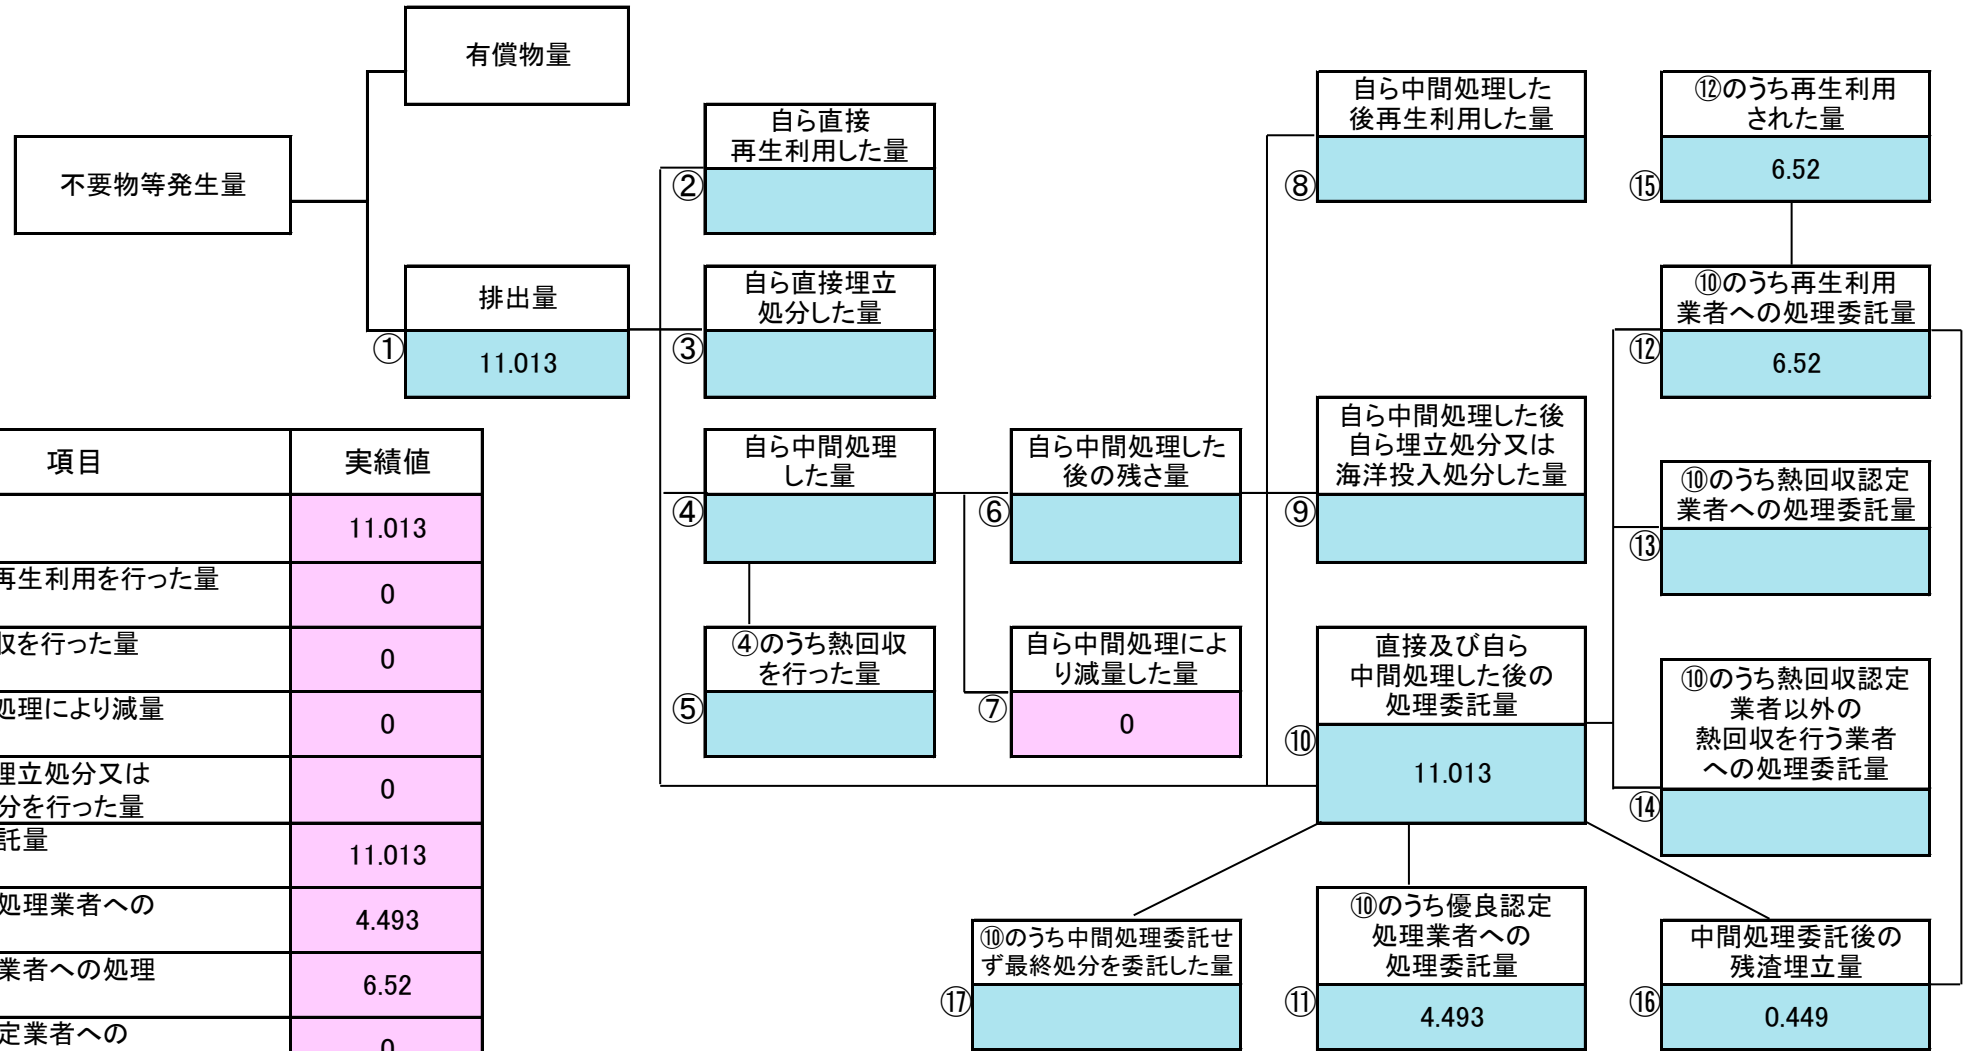 有償物量
不要物等発生量
排出量
①
11.013
自ら直接
再生利用した量
②
自ら直接埋立
処分した量
③
自ら中間処理
した量
④
④のうち熱回収
を行った量
⑤
自ら中間処理した
後の残さ量
⑥
自ら中間処理によ
り減量した量
⑦
0
自ら中間処理した
後再生利用した量
⑧
自ら中間処理した後
自ら埋立処分又は
海洋投入処分した量
⑨
直接及び自ら
中間処理した後の
処理委託量
⑩
11.013
⑫のうち再生利用
された量
⑮
6.52
⑩のうち再生利用
業者への処理委託量
⑫
6.52
⑩のうち熱回収認定
業者への処理委託量
⑬
⑩のうち熱回収認定
業者以外の
熱回収を行う業者
への処理委託量
⑭
⑩のうち中間処理委託せ
ず最終処分を委託した量
⑰
⑩のうち優良認定
処理業者への
処理委託量
⑪
4.493
中間処理委託後の
残渣埋立量
⑯
0.449
項目
実績値
11.013
再生利用を行った量
0
収を行った量
0
処理により減量
0
埋立処分又は
分を行った量
0
託量
11.013
処理業者への
4.493
業者への処理
6.52
定業者への
0